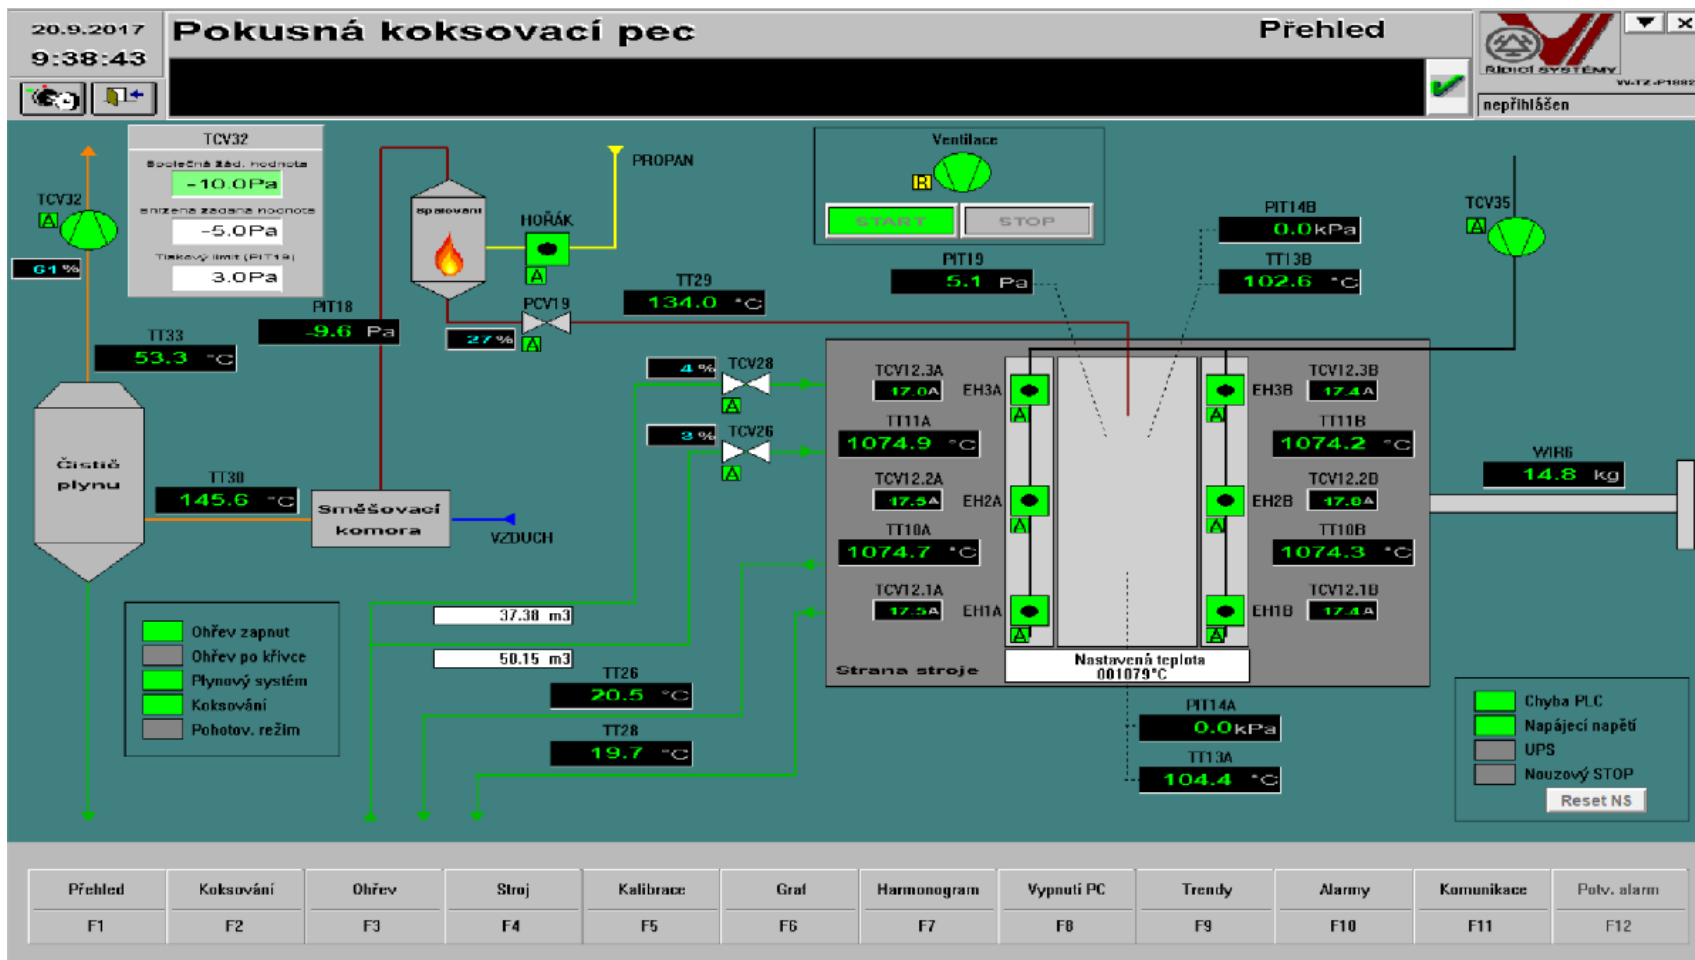 20.9.2017
9:38:43
Pokusná koksovací pec
Přehled
ŘÍDICÍ SYSTÉMY
VV-TZ-P1882
nepřihlášen
TCV32
Společná žád. hodnota
-10.0Pa
-5.0Pa
Tlakový limit (PIT19)
3.0Pa
TCV32
A
61 %
TT33
53.3 °C
PIT18
-9.6 Pa
Spalování
HOŘÁK
A
PROPAN
PCV19
27 %
A
TT29
134.0 °C
Ventilace
R
START
STOP
PIT19
5.1 Pa
PIT14B
0.0kPa
TT13B
102.6 °C
TCV35
A
4 %
TCV28
A
3 %
TCV26
A
Čistič
plynu
TT30
145.6 °C
Směšovací
komora
VZDUCH
TCV12.3A
17.0A
EH3A
A
TT11A
1074.9 °C
TCV12.2A
17.5A
EH2A
A
TT10A
1074.7 °C
TCV12.1A
17.5A
EH1A
A
TCV12.3B
17.4A
EH3B
A
TT11B
1074.2 °C
TCV12.2B
EH2B
A
TT10B
1074.3 °C
TCV12.1B
17.4A
EH1B
A
Strana stroje
Nastavená teplota
001079°C
WIR6
14.8 kg
37.38 m3
50.15 m3
TT26
20.5 °C
TT28
19.7 °C
PIT14A
0.0kPa
TT13A
104.4 °C
Ohřev zapnut
Ohřev po křivce
Plynový systém
Koksování
Pohotov. režim
Chyba PLC
Napájecí napětí
UPS
Nouzový STOP
Reset NS
Přehled Koksování Ohřev Stroj Kalibrace Graf Harmonogram Vypnutí PC Trendy Alarmy Komunikace Potv. alarm
F1 F2 F3 F4 F5 F6 F7 F8 F9 F10 F11 F12